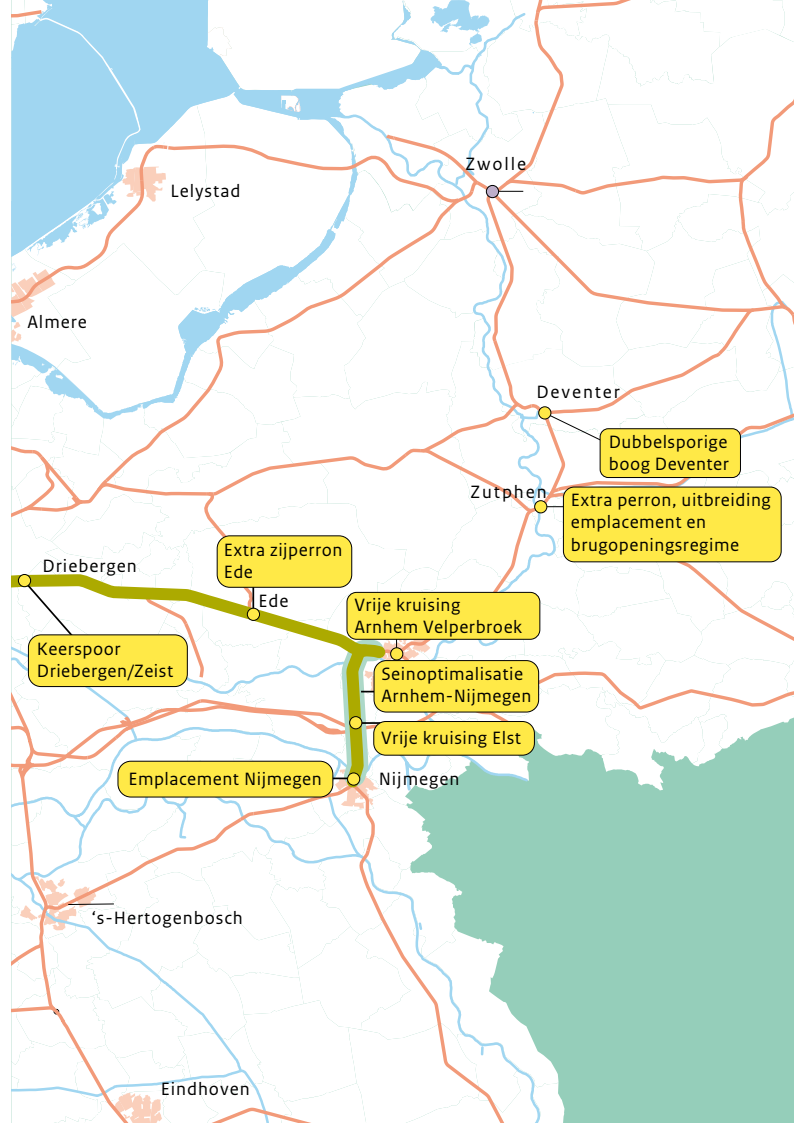 Zwolle
Lelystad
Almere
Deventer
Dubbelsporige
boog Deventer
Zutphen
Extra perron, uitbreiding
emplacement en
brugopeningsregime
Driebergen
Extra zijperron
Ede
Ede
Vrije kruising
Arnhem Velperbroek
Keerspoor
Driebergen/Zeist
Seinoptimalisatie
Arnhem-Nijmegen
Vrije kruising Elst
Emplacement Nijmegen
Nijmegen
‘s-Hertogenbosch
Eindhoven